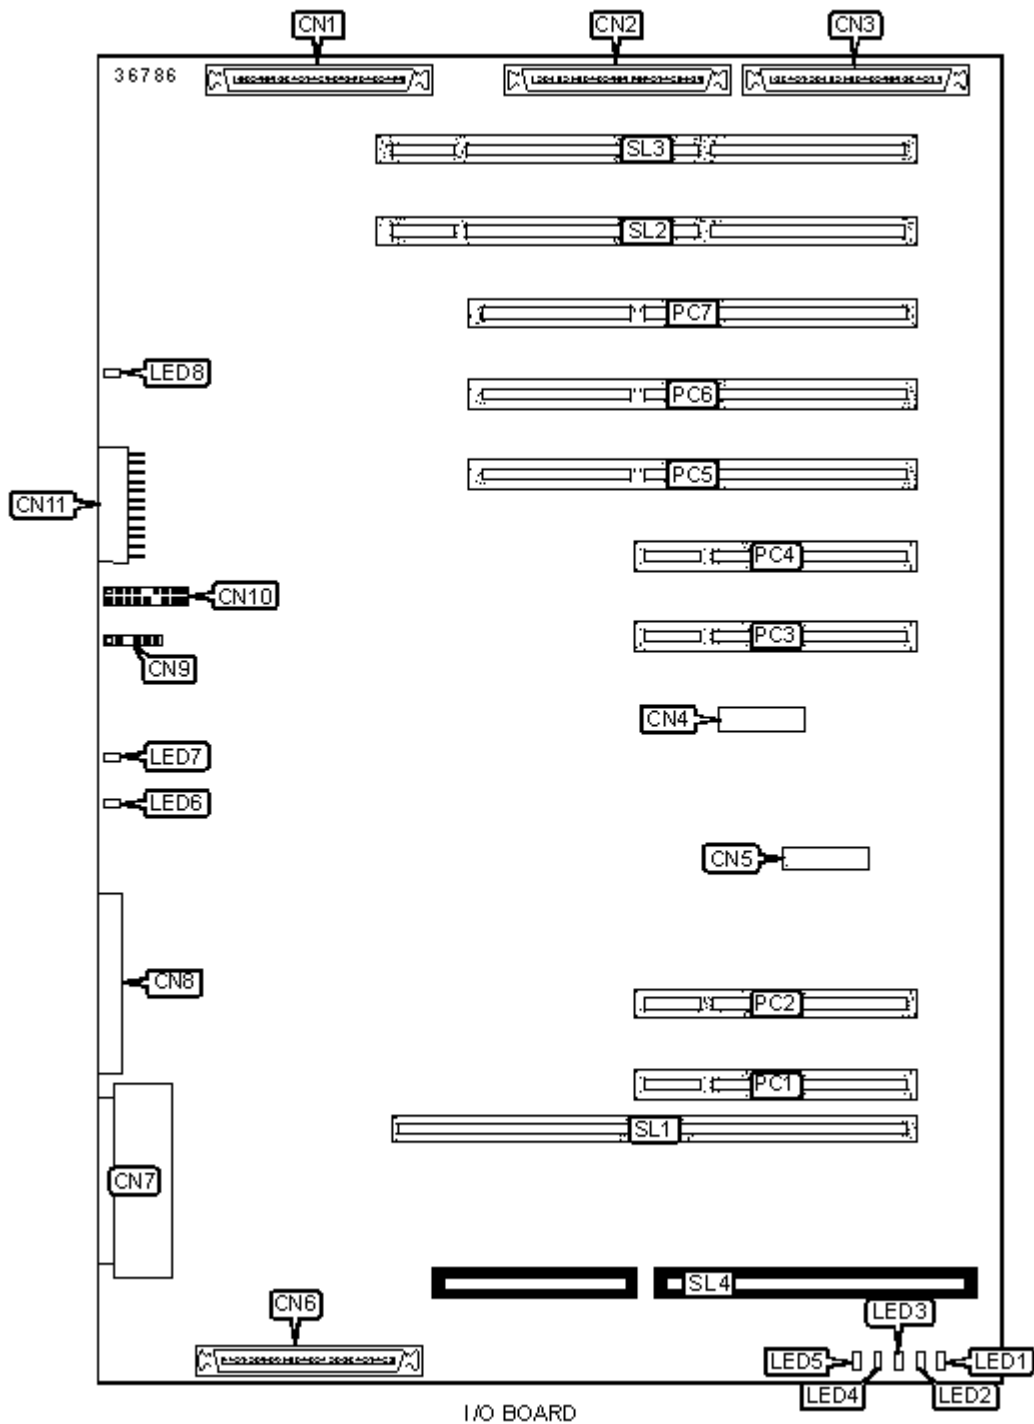 CN1 CN2 CN3
36786
SL3
SL2
PC7
LED8
PC6
PC5
CN11
PC4
CN10
PC3
CN9
CN4
LED7
LED6
CN5
CN8
PC2
PC1
SL1
CN7
SL4
CN6
LED3
LED5 LED1
LED4 LED2
I/O BOARD